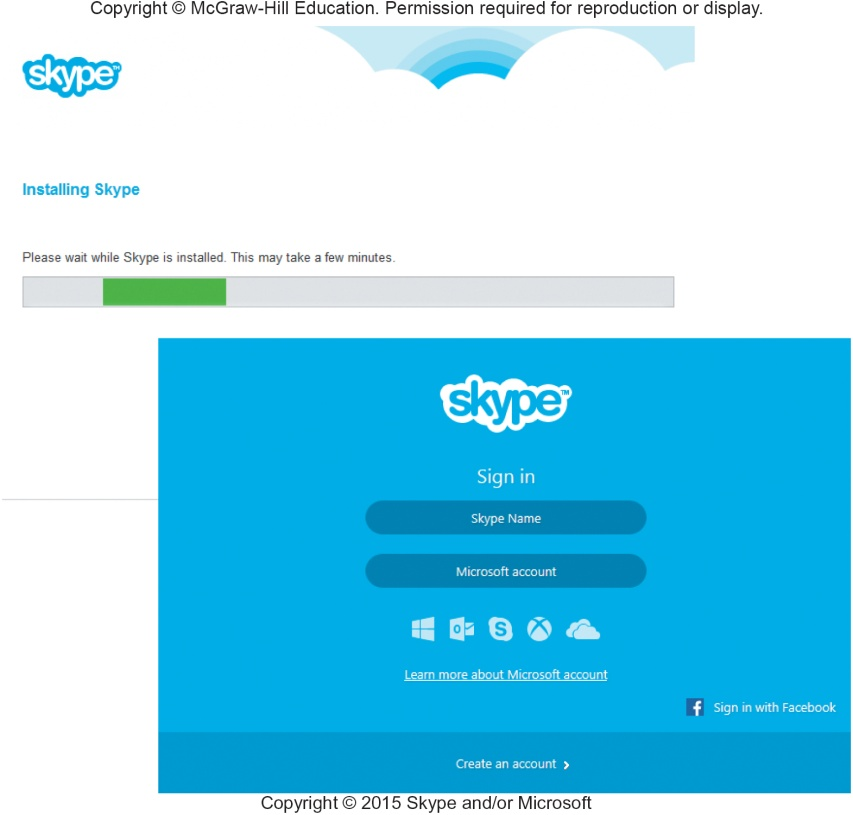 Copyright © McGraw-Hill Education. Permission required for reproduction or display.
skype™
Installing Skype
Please wait while Skype is installed. This may take a few minutes.
skype™
Sign in
Skype Name
Microsoft account
Learn more about Microsoft account
Sign in with Facebook
Create an account
Copyright © 2015 Skype and/or Microsoft